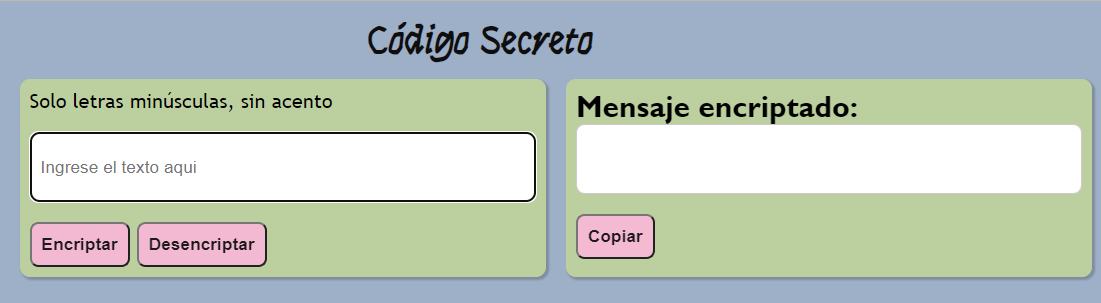 Código Secreto
Solo letras minúsculas, sin acento
Ingrese el texto aqui
Encriptar
Desencriptar
Mensaje encriptado:
Copiar